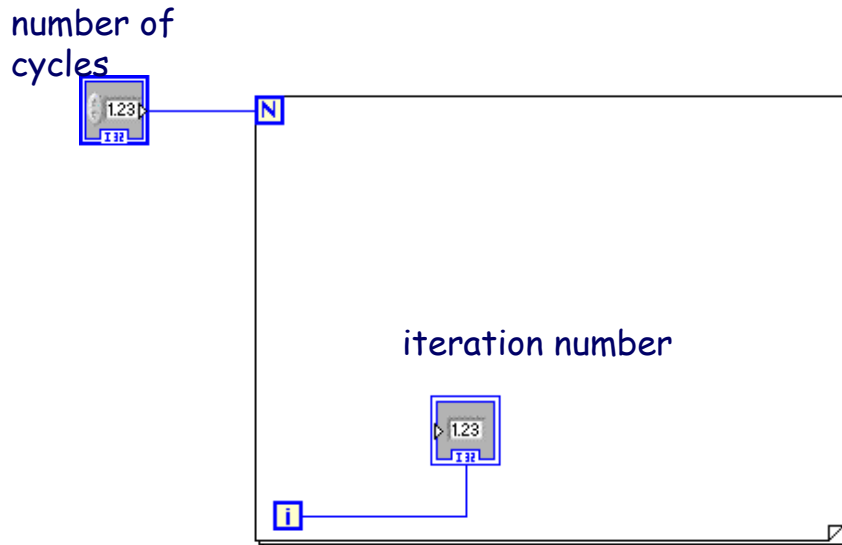 number of
cycles
1.23
I32
N
iteration number
1.23
I32
i